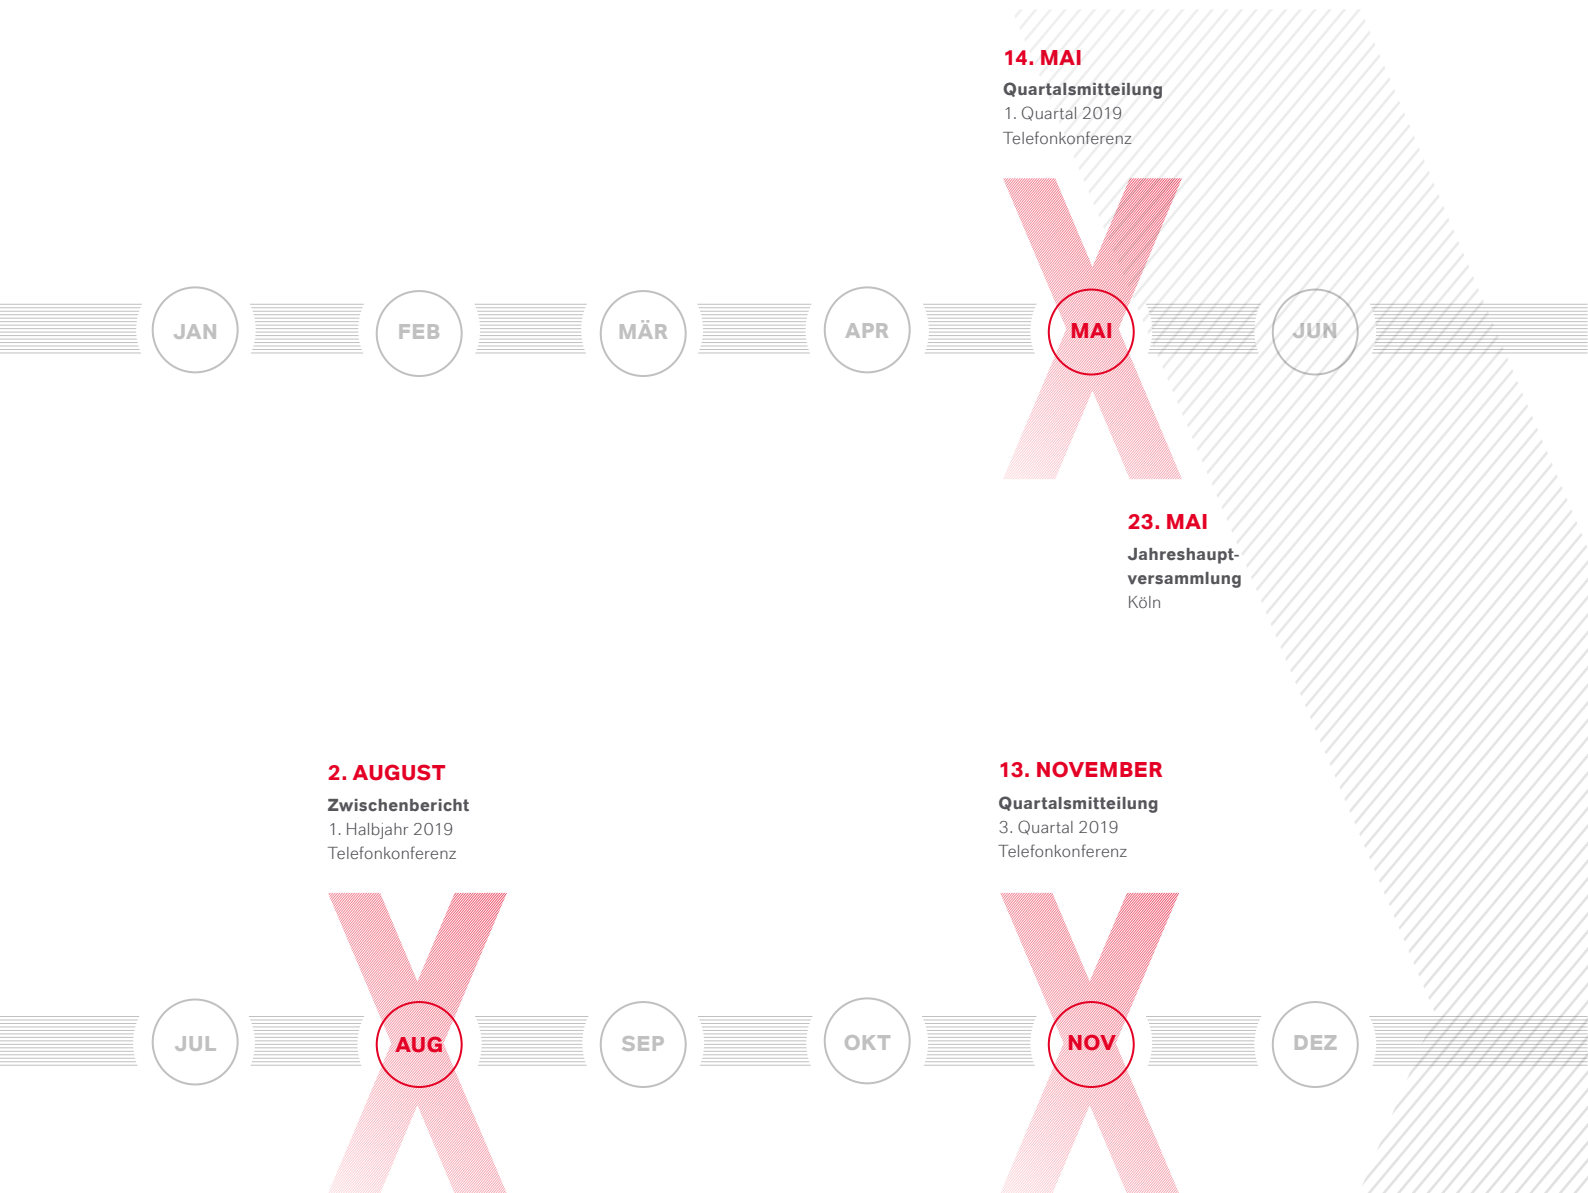 14. MAI
Quartalsmitteilung
1. Quartal 2019
Telefonkonferenz
JAN
FEB
MÄR
APR
MAI
JUN
23. MAI
Jahreshaupt-
versammlung
Köln
2. AUGUST
Zwischenbericht
1. Halbjahr 2019
Telefonkonferenz
13. NOVEMBER
Quartalsmitteilung
3. Quartal 2019
Telefonkonferenz
JUL
AUG
SEP
OKT
NOV
DEZ